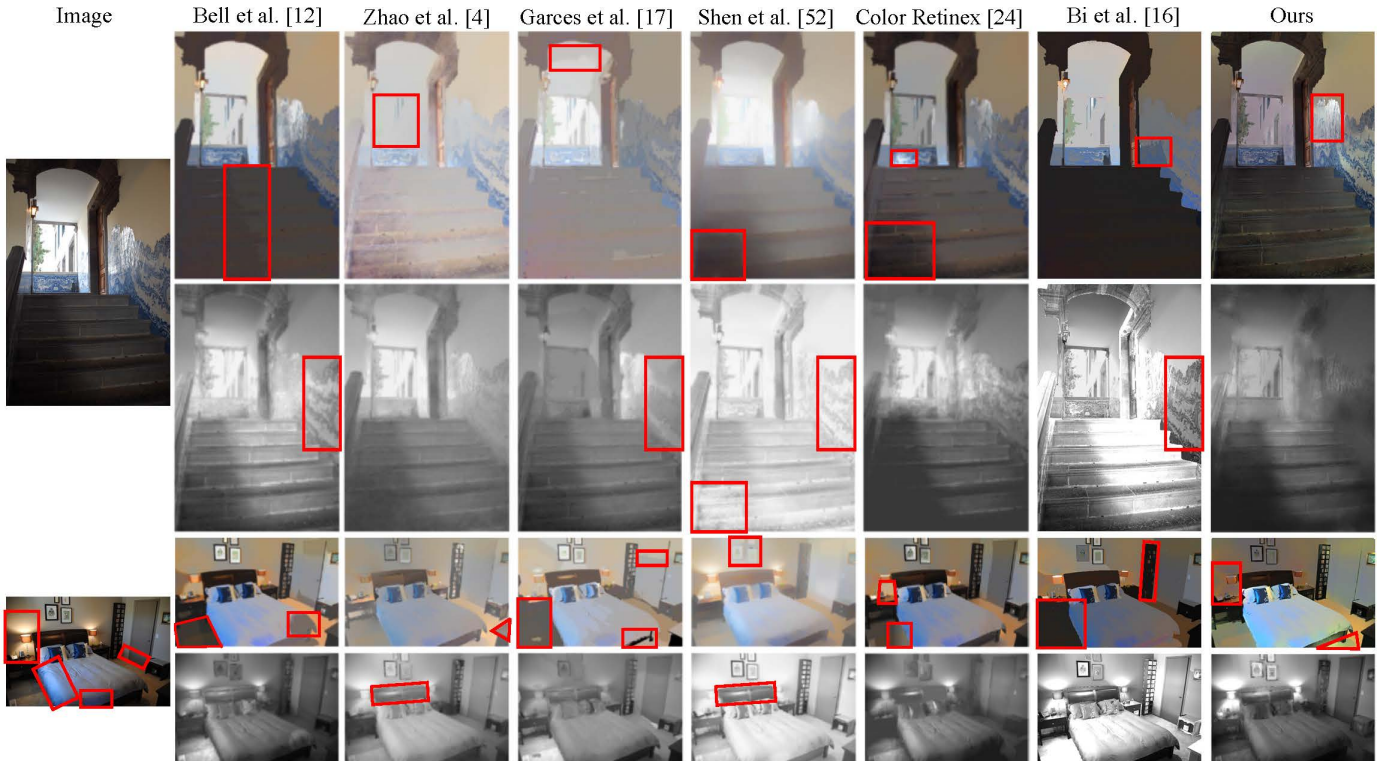 Image Bell et al. [12] Zhao et al. [4] Garces et al. [17] Shen et al. [52] Color Retinex [24] Bi et al. [16] Ours